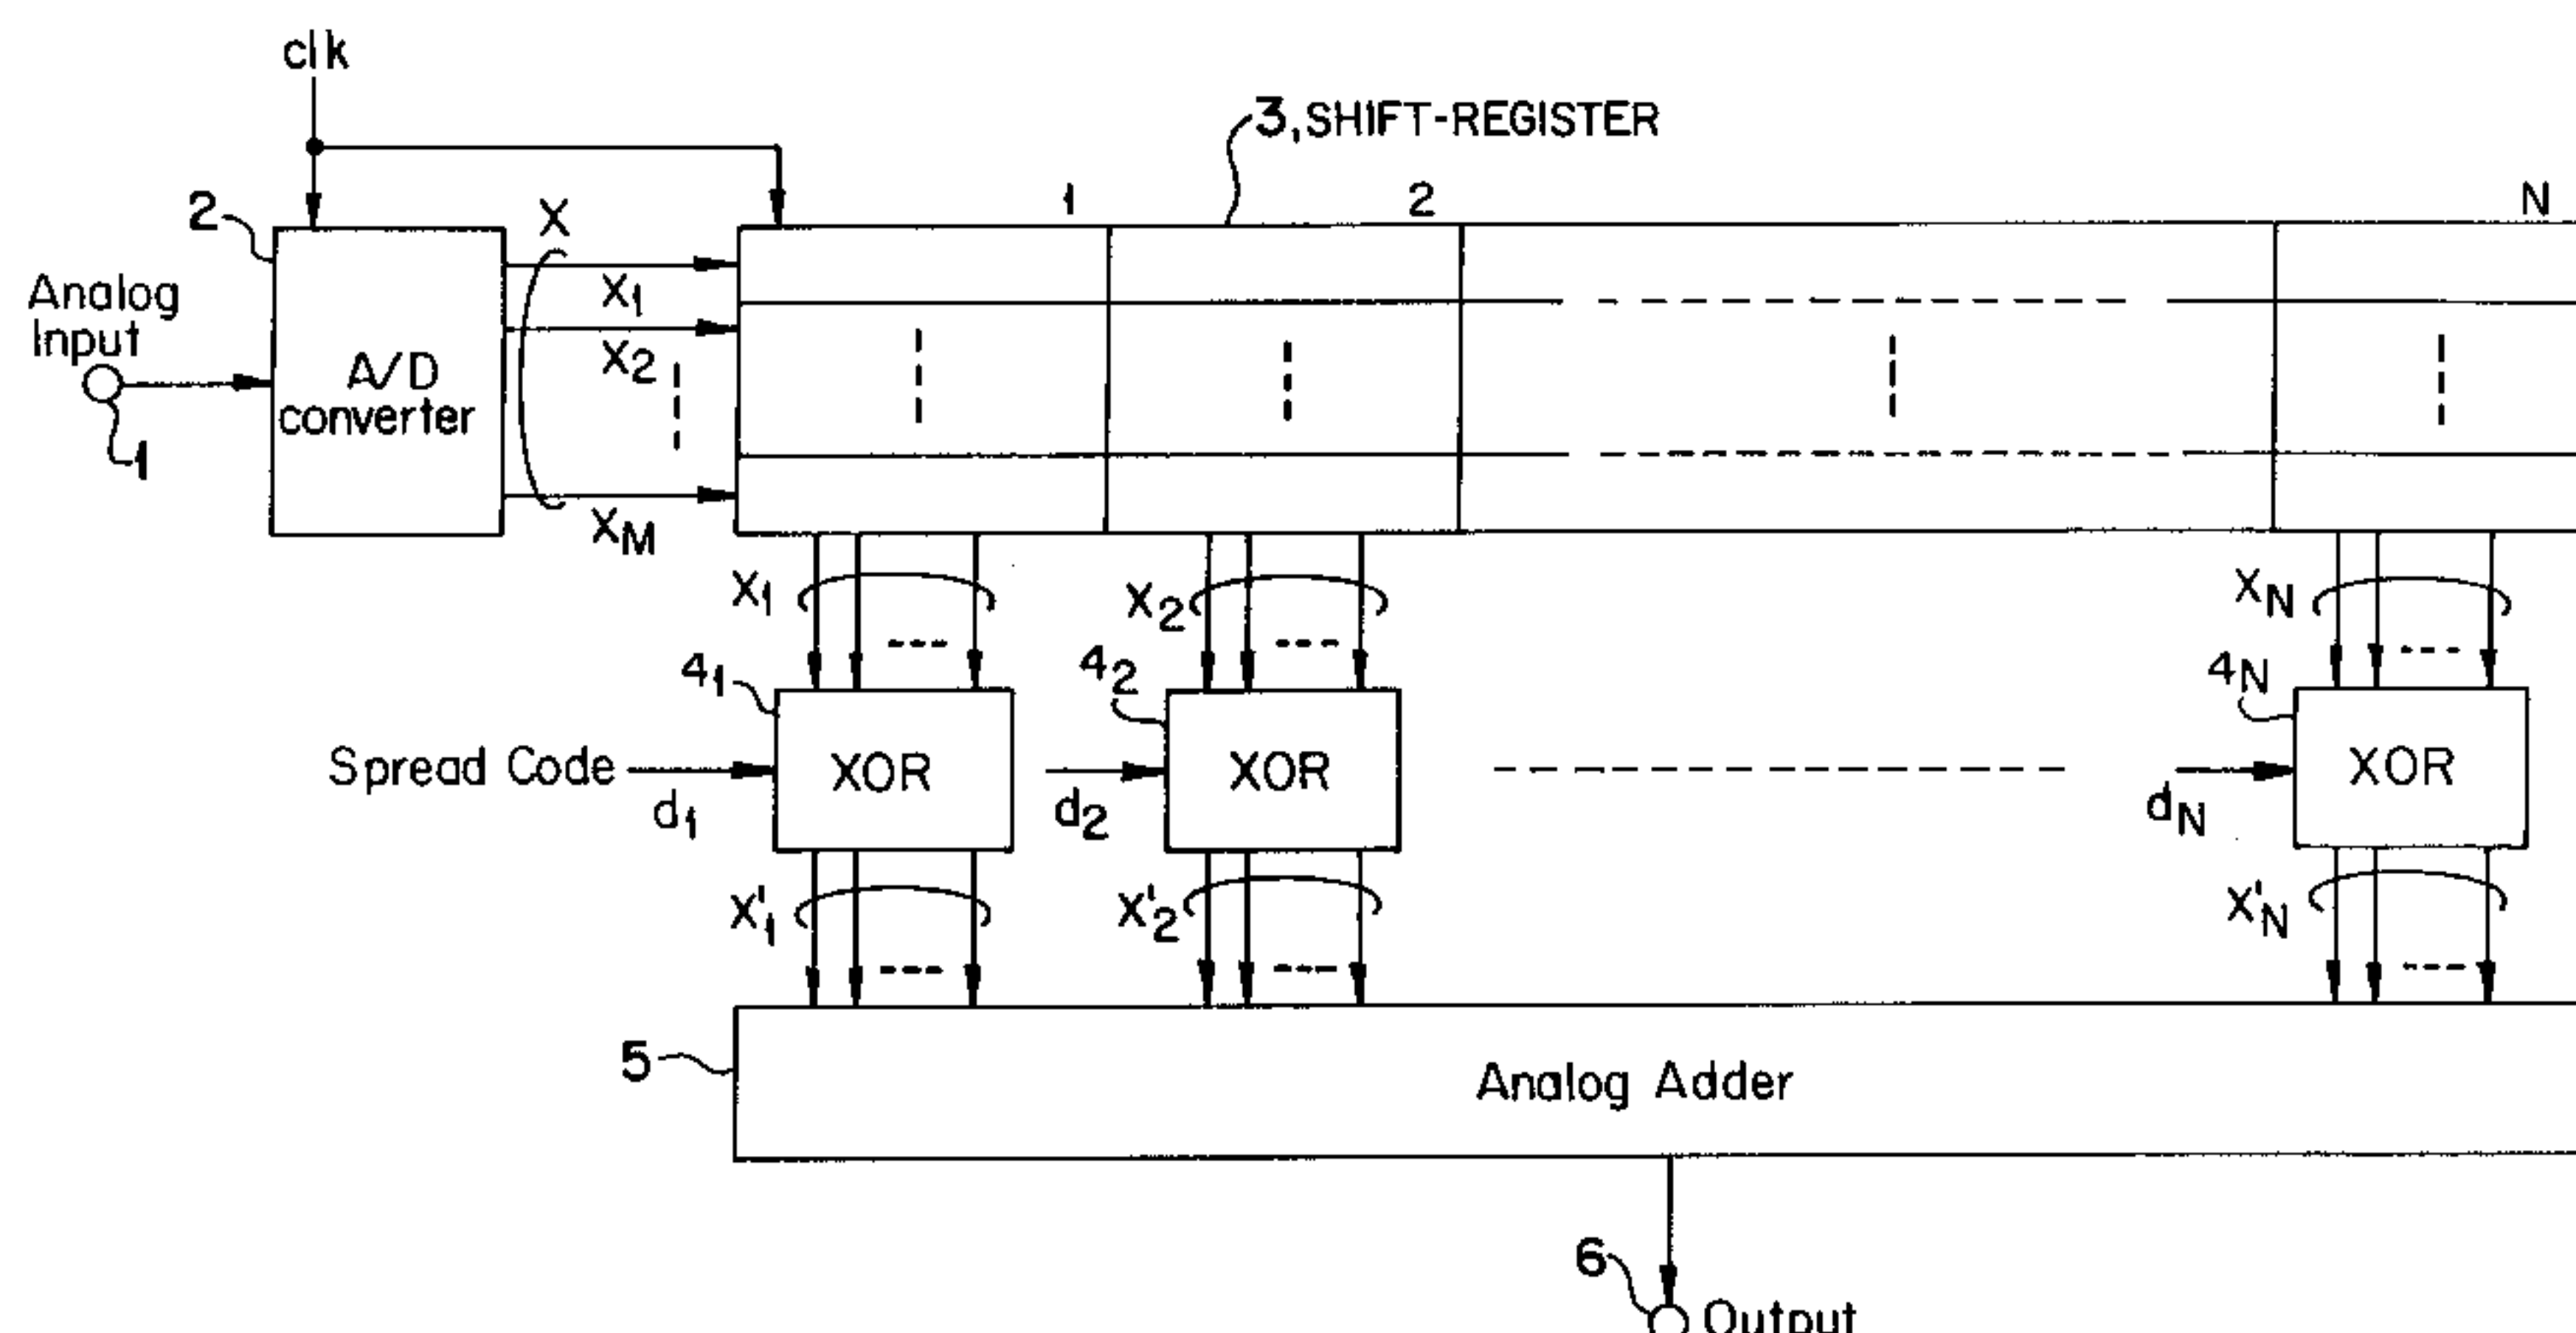 clk
3, SHIFT-REGISTER
1
2
N
2
X
Analog
Input
X1
X2
A/D
converter
1
XM
X1
X2
XN
41
42
4N
Spread Code
XOR
XOR
XOR
d1
d2
dN
X'1
X'2
X'N
5
Analog Adder
6
Output